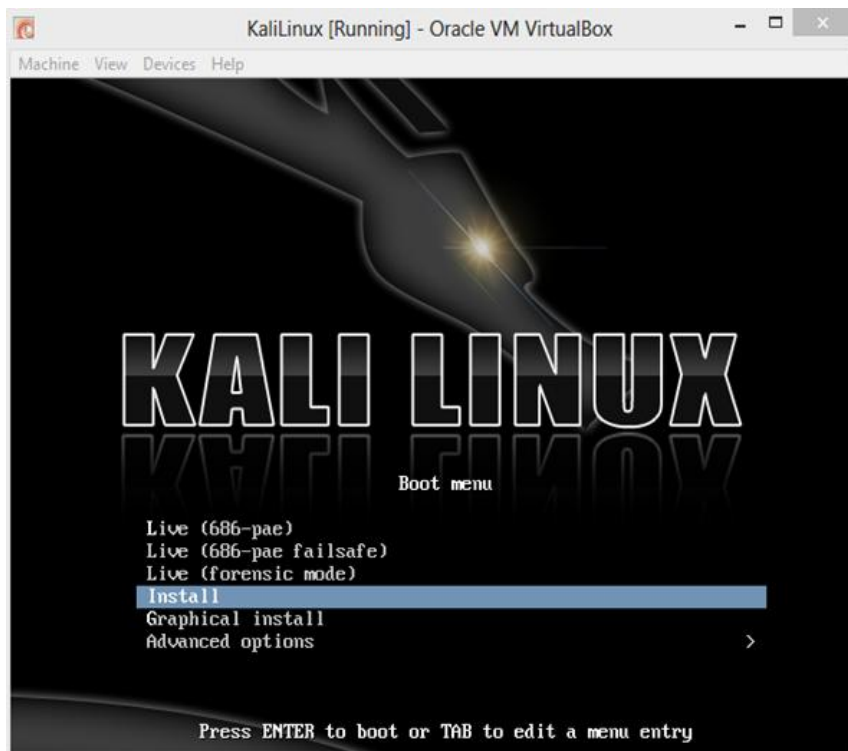 KaliLinux [Running] - Oracle VM VirtualBox
Machine View Devices Help
KALI LINUX
Boot menu
Live (686-pae)
Live (686-pae failsafe)
Live (forensic mode)
Install
Graphical install
Advanced options >
Press ENTER to boot or TAB to edit a menu entry